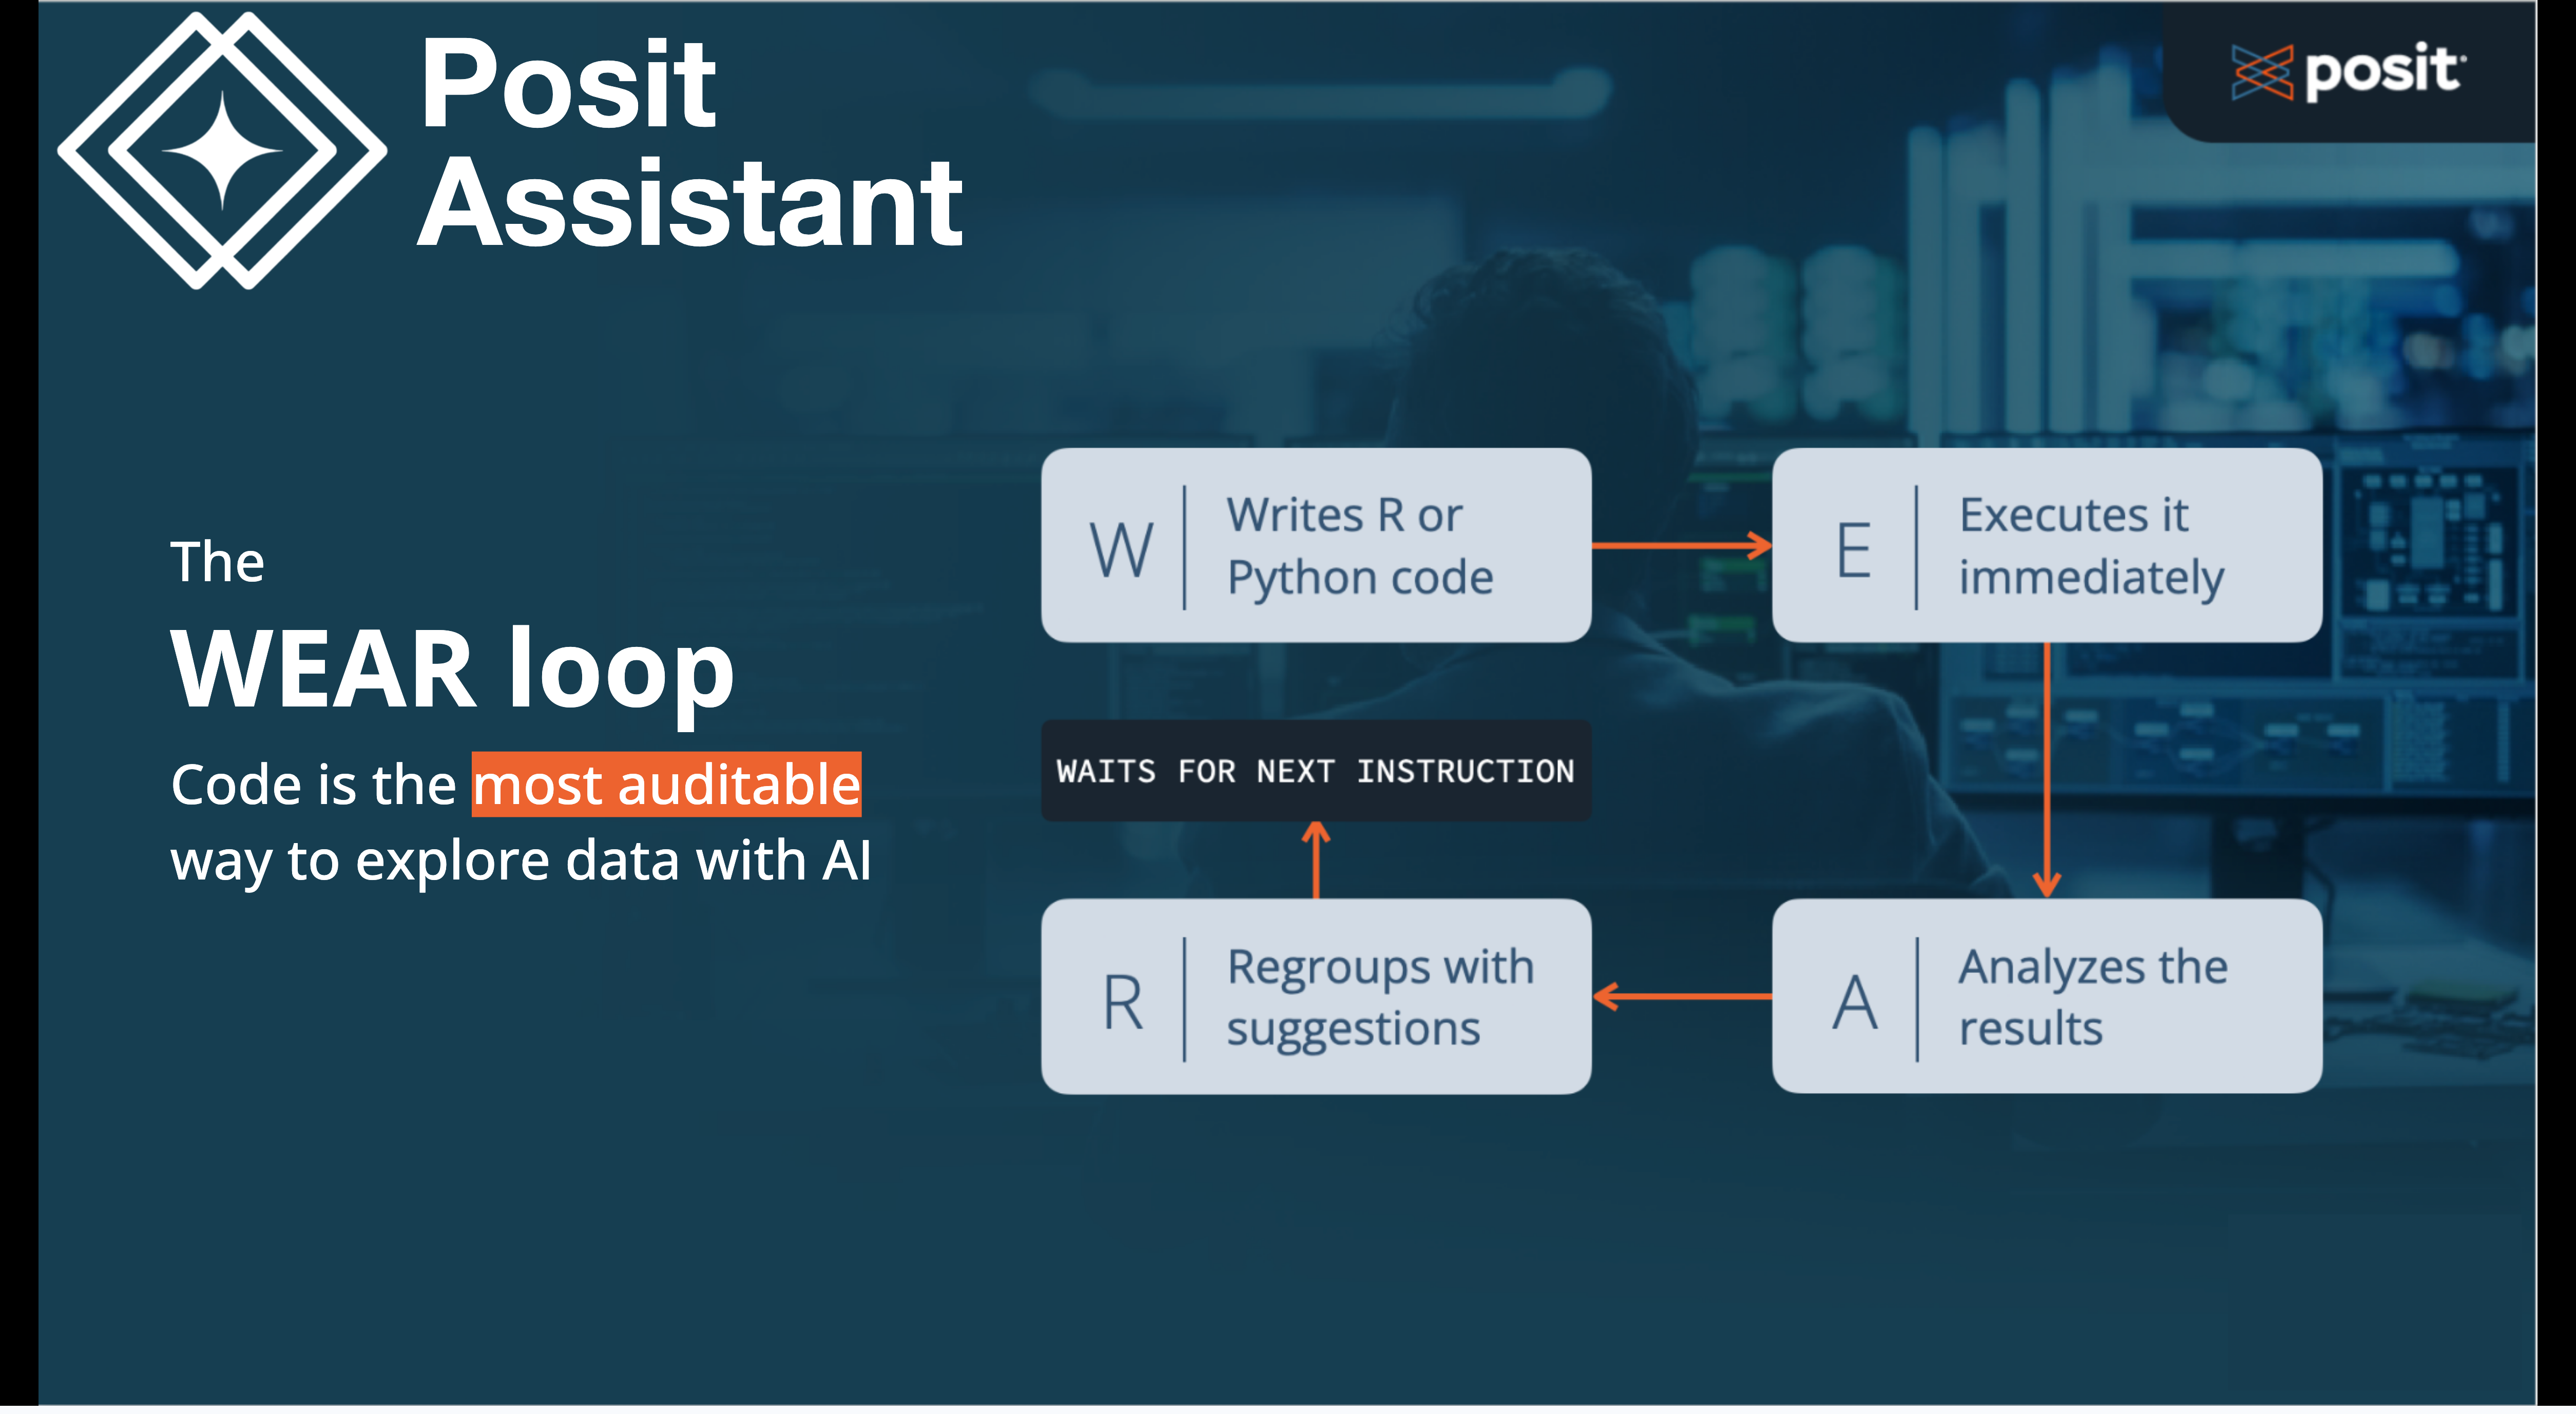 Posit
Assistant
posit
The
WEAR loop
Code is the most auditable
way to explore data with AI
W
Writes R or
Python code
E
Executes it
immediately
WAITS FOR NEXT INSTRUCTION
R
Regroups with
suggestions
A
Analyzes the
results